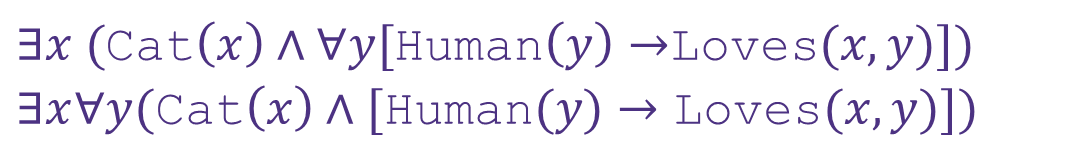 ∃𝑥 (Cat(𝑥) ∧ ∀𝑦[Human(𝑦) →Loves(𝑥, 𝑦)])
∃𝑥∀𝑦(Cat(𝑥) ∧ [Human(𝑦) → Loves(𝑥, 𝑦)])